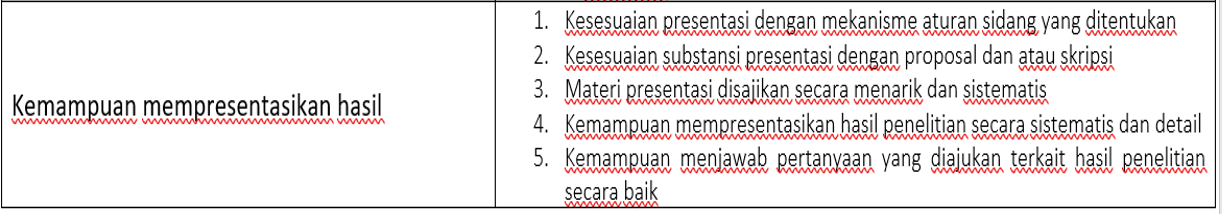 Kemampuan mempresentasikan hasil
1. Kesesuaian presentasi dengan mekanisme aturan sidang yang ditentukan
2. Kesesuaian substansi presentasi dengan proposal dan atau skripsi
3. Materi presentasi disajikan secara menarik dan sistematis
4. Kemampuan mempresentasikan hasil penelitian secara sistematis dan detail
5. Kemampuan menjawab pertanyaan yang diajukan terkait hasil penelitian
secara baik